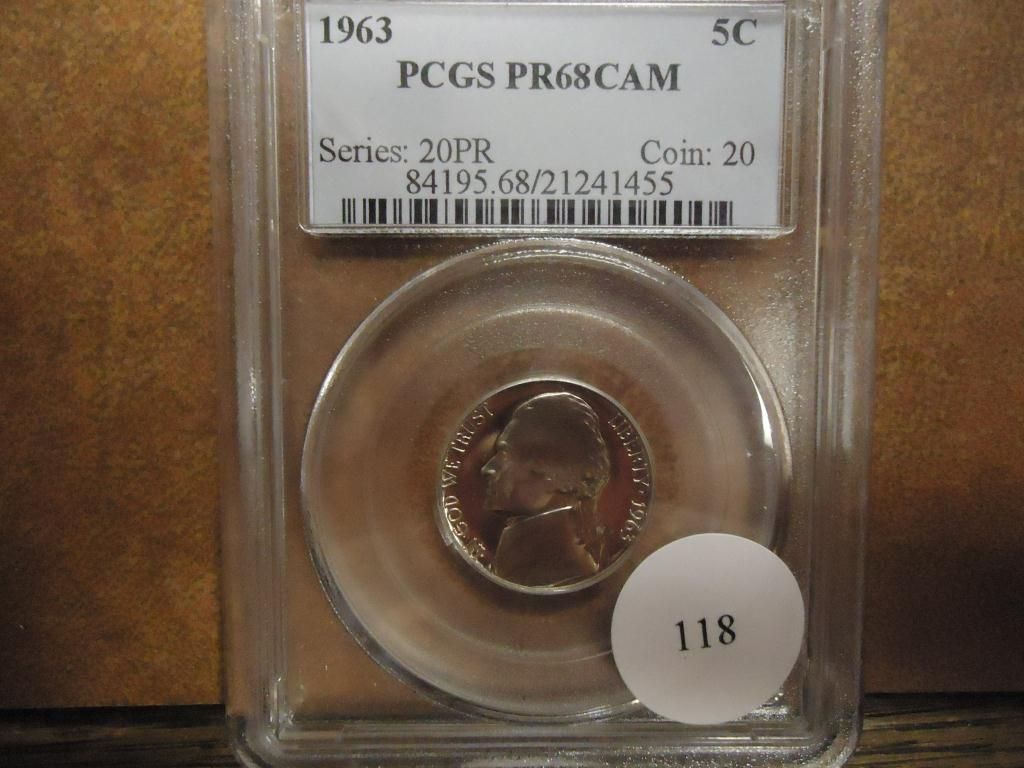 1963 5C
PCGS PR68CAM
Series: 20PR Coin: 20
84195.68/21241455
IN GOD WE TRUST
LIBERTY · 1963
118